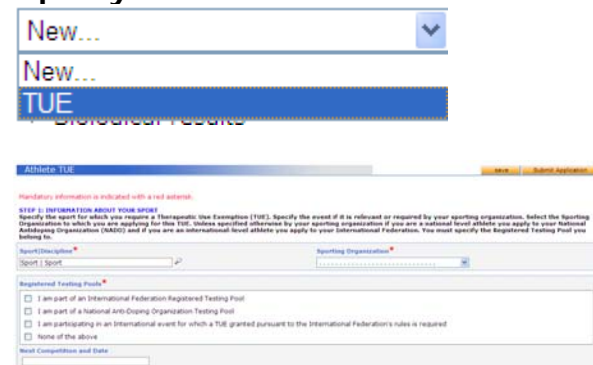 New...
New...
TUE
Biological results
Athlete TUE
save Submit Application
Mandatory information is indicated with a red asterisk.
STEP 1: INFORMATION ABOUT YOUR SPORT
Specify the sport for which you require a Therapeutic Use Exemption (TUE). Specify the event if it is relevant or required by your sporting organization. Select the Sporting
Organization to which you are applying for this TUE. Unless specified otherwise by your sporting organization if you are a national level athlete you apply to your National
Antidoping Organization (NADO) and if you are an international-level athlete you apply to your International Federation. You must specify the Registered Testing Pool you
belong to.
Sport/Discipline* Sporting Organization*
Sport | Sport
Registered Testing Pools*
I am part of an International Federation Registered Testing Pool
I am part of a National Anti-Doping Organization Testing Pool
I am participating in an International event for which a TUE granted pursuant to the International Federation's rules is required
None of the above
Next Competition and Date